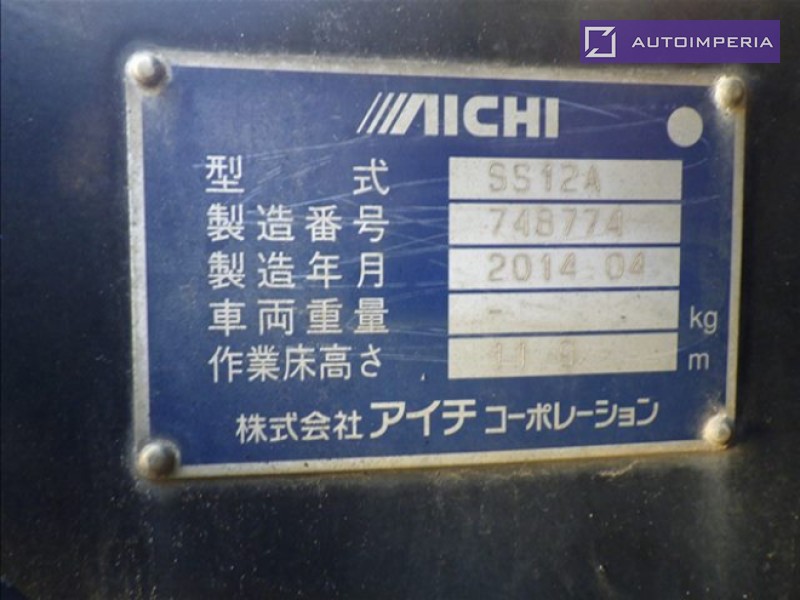 AUTOIMPERIA
AICHI
型式 SS12A
製造番号 748774
製造年月 2014.04
車両重量 - kg
作業床高さ m
株式会社アイチコーポレーション